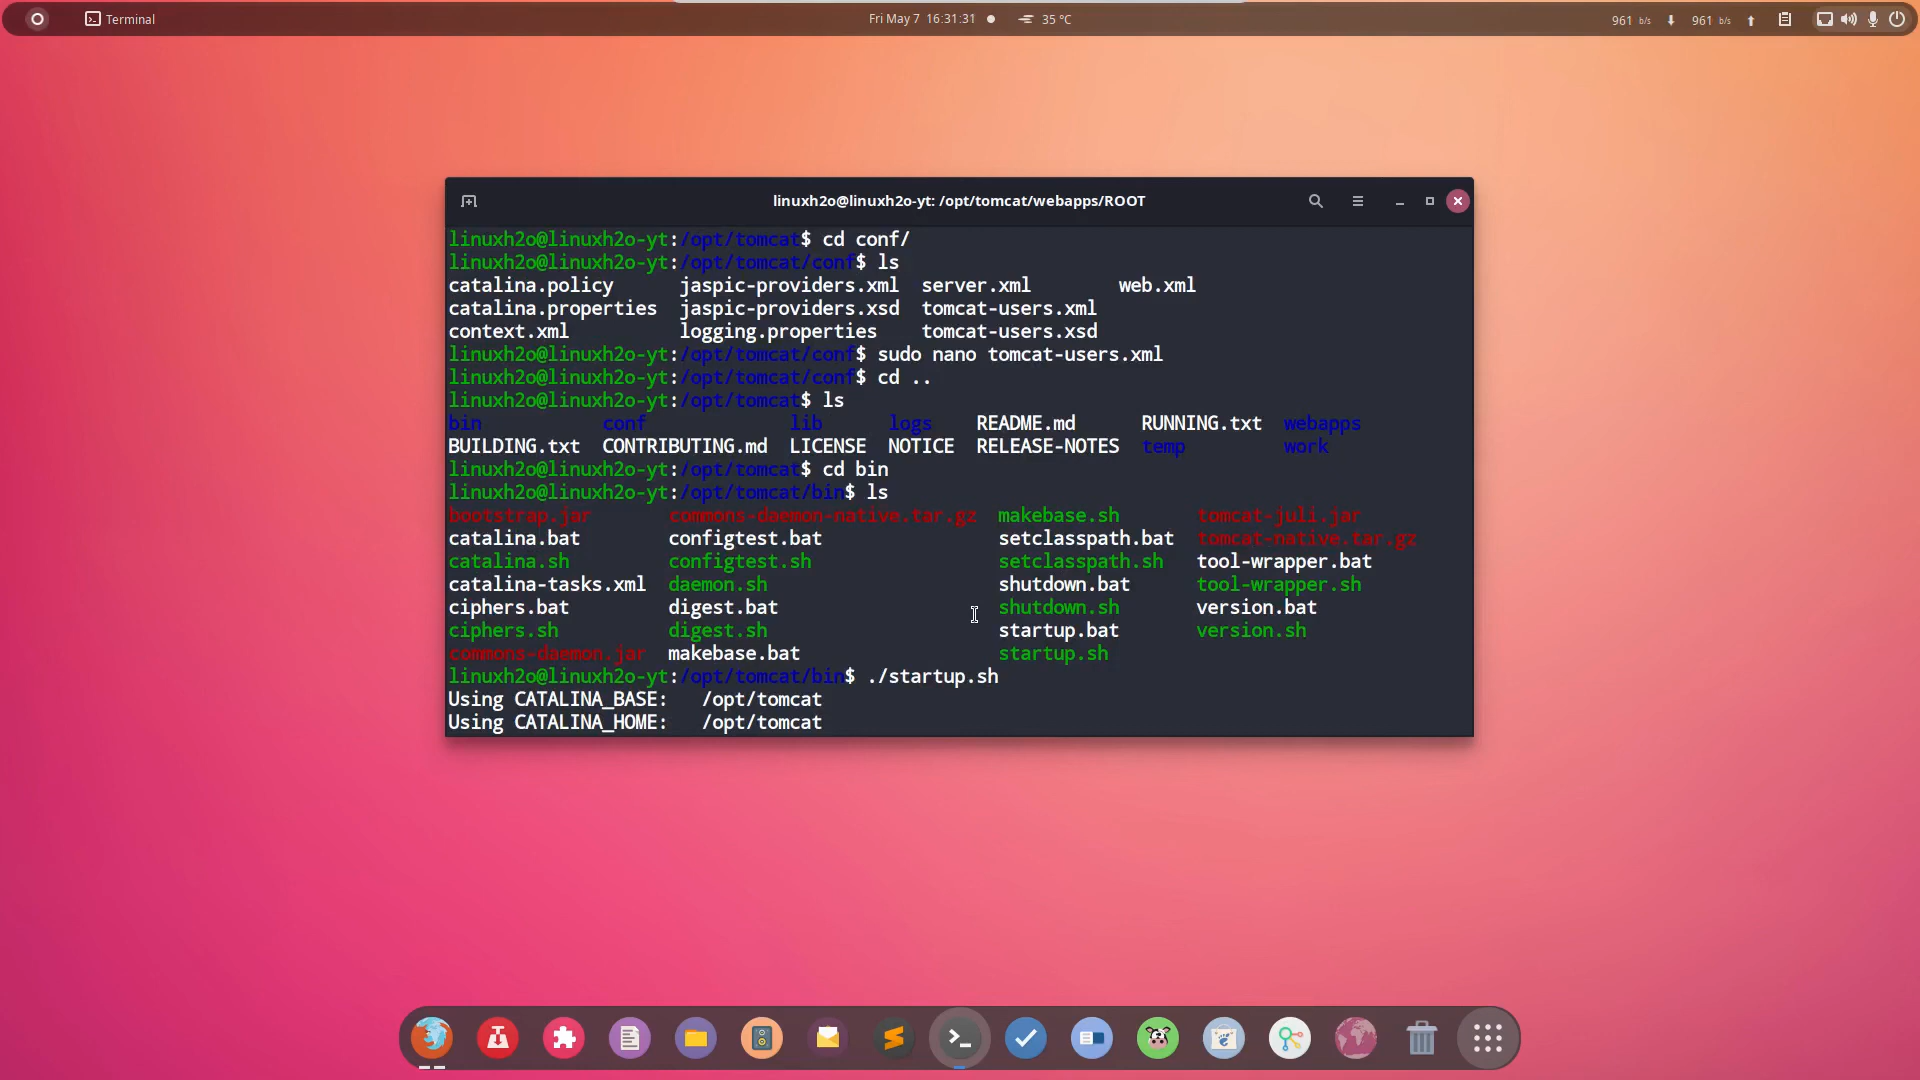 Terminal
Fri May 7 16:31:31
35 °C
961 b/s
961 b/s
linuxh2o@linuxh2o-yt: /opt/tomcat/webapps/ROOT
linuxh2o@linuxh2o-yt:/opt/tomcat$ cd conf/
linuxh2o@linuxh2o-yt:/opt/tomcat/conf$ ls
catalina.policy jaspic-providers.xml server.xml web.xml
catalina.properties jaspic-providers.xsd tomcat-users.xml
context.xml logging.properties tomcat-users.xsd
linuxh2o@linuxh2o-yt:/opt/tomcat/conf$ sudo nano tomcat-users.xml
linuxh2o@linuxh2o-yt:/opt/tomcat/conf$ cd ..
linuxh2o@linuxh2o-yt:/opt/tomcat$ ls
bin conf lib logs README.md RUNNING.txt webapps
BUILDING.txt CONTRIBUTING.md LICENSE NOTICE RELEASE-NOTES temp work
linuxh2o@linuxh2o-yt:/opt/tomcat$ cd bin
linuxh2o@linuxh2o-yt:/opt/tomcat/bin$ ls
bootstrap.jar commons-daemon-native.tar.gz makebase.sh tomcat-juli.jar
catalina.bat configtest.bat setclasspath.bat tomcat-native.tar.gz
catalina.sh configtest.sh setclasspath.sh tool-wrapper.bat
catalina-tasks.xml daemon.sh shutdown.bat tool-wrapper.sh
ciphers.bat digest.bat shutdown.sh version.bat
ciphers.sh digest.sh startup.bat version.sh
commons-daemon.jar makebase.bat startup.sh
linuxh2o@linuxh2o-yt:/opt/tomcat/bin$ ./startup.sh
Using CATALINA_BASE: /opt/tomcat
Using CATALINA_HOME: /opt/tomcat